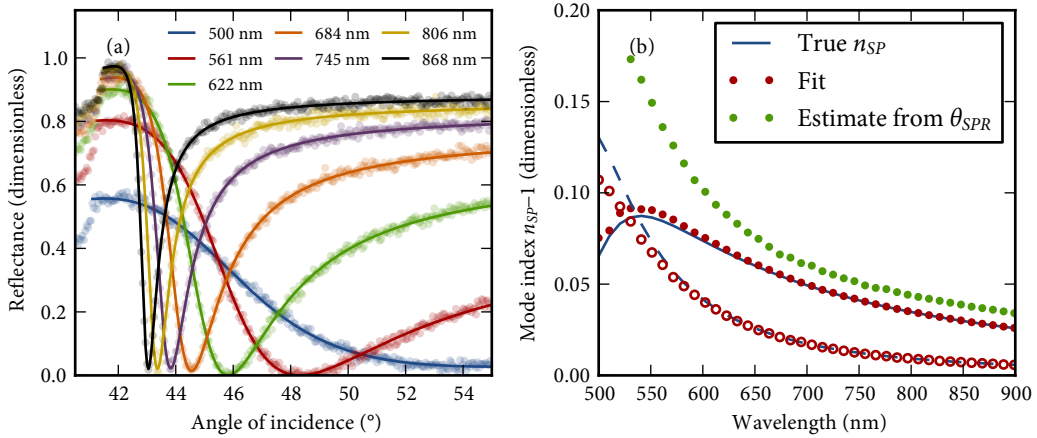 (a)
500 nm 684 nm 806 nm
561 nm 745 nm 868 nm
622 nm
1.0
0.8
0.6
0.4
0.2
0.0
Reflectance (dimensionless)
42 44 46 48 50 52 54
Angle of incidence (°)
(b)
True n_SP
Fit
Estimate from θ_SPR
0.20
0.15
0.10
0.05
0.00
Mode index n_SP−1 (dimensionless)
500 550 600 650 700 750 800 850 900
Wavelength (nm)